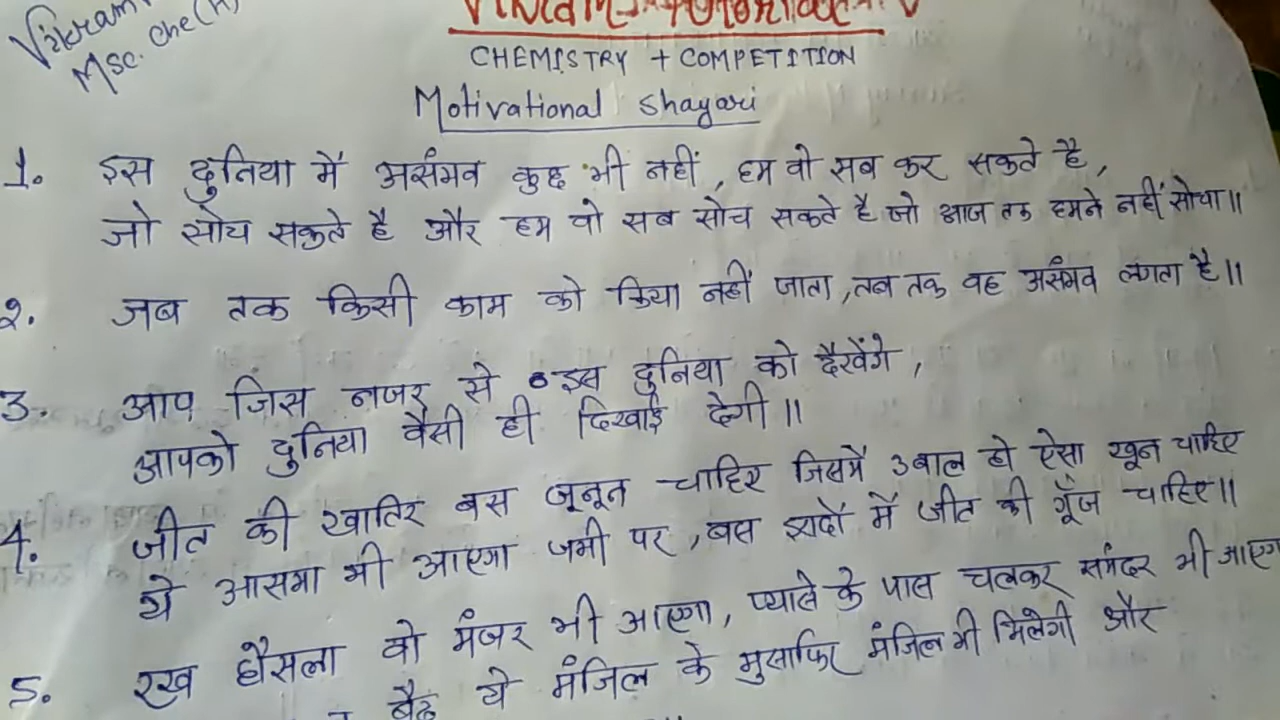 Vikram
Msc. Che (H)
CHEMISTRY + COMPETITION
Motivational Shayari
1. इस दुनिया में असंभव कुछ भी नहीं, हम वो सब कर सकते है,
जो सोच सकते है और हम वो सब सोच सकते है जो आज तक हमने नहीं सोचा॥
2. जब तक किसी काम को किया नहीं जाता, तब तक वह असंभव लगता है॥
3. आप जिस नजर से इस दुनिया को देखेंगे,
आपको दुनिया वैसी ही दिखाई देगी॥
4. जीत की खातिर बस जूनून चाहिए जिसमें उबाल हो ऐसा खून चाहिए
ये आसमा भी आएगा जमी पर, बस इरादों में जीत की गूँज चाहिए॥
5. रख हौसला वो मंजर भी आएगा, प्यासे के पास चलकर समंदर भी आएगा
बैठ ये मंजिल के मुसाफिर मंजिल भी मिलेगी और